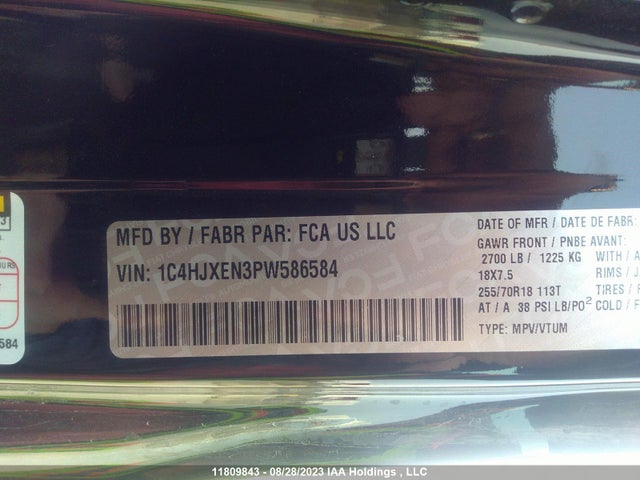 MFD BY / FABR PAR: FCA US LLC
VIN: 1C4HJXEN3PW586584
DATE OF MFR / DATE DE FABR:
GAWR FRONT / PNBE AVANT:
2700 LB / 1225 KG WITH / A
18X7.5 RIMS / J
255/70R18 113T TIRES / P
AT / A 38 PSI LB/PO² COLD / F
TYPE: MPV/VTUM
URS
584
11809843 - 08/28/2023 IAA Holdings , LLC